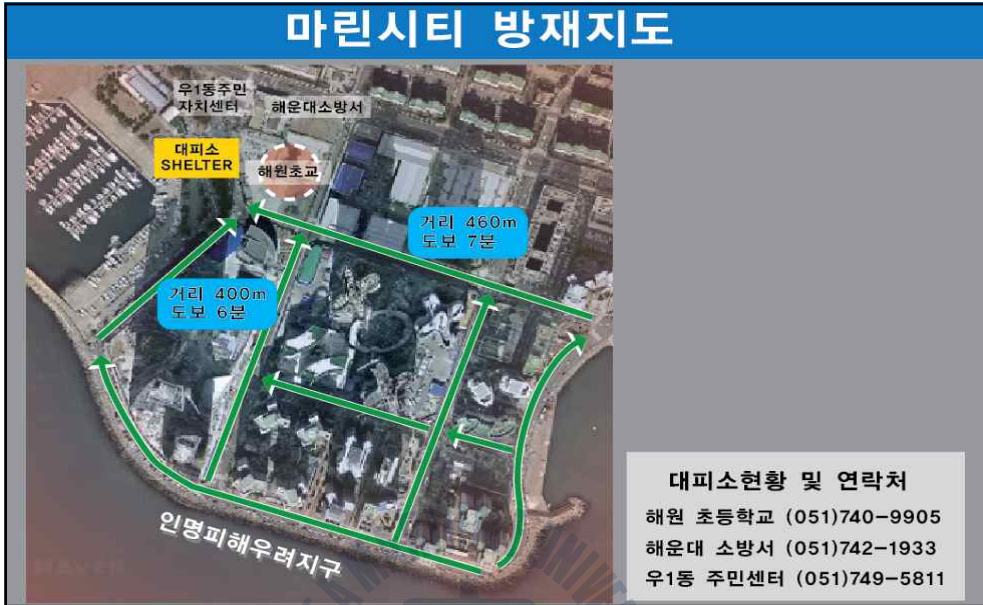 마린시티 방재지도
우1동주민
자치센터
해운대소방서
대피소
SHELTER
해원초교
거리 460m
도보 7분
거리 400m
도보 6분
인명피해우려지구
대피소현황 및 연락처
해원 초등학교 (051)740-9905
해운대 소방서 (051)742-1933
우1동 주민센터 (051)749-5811